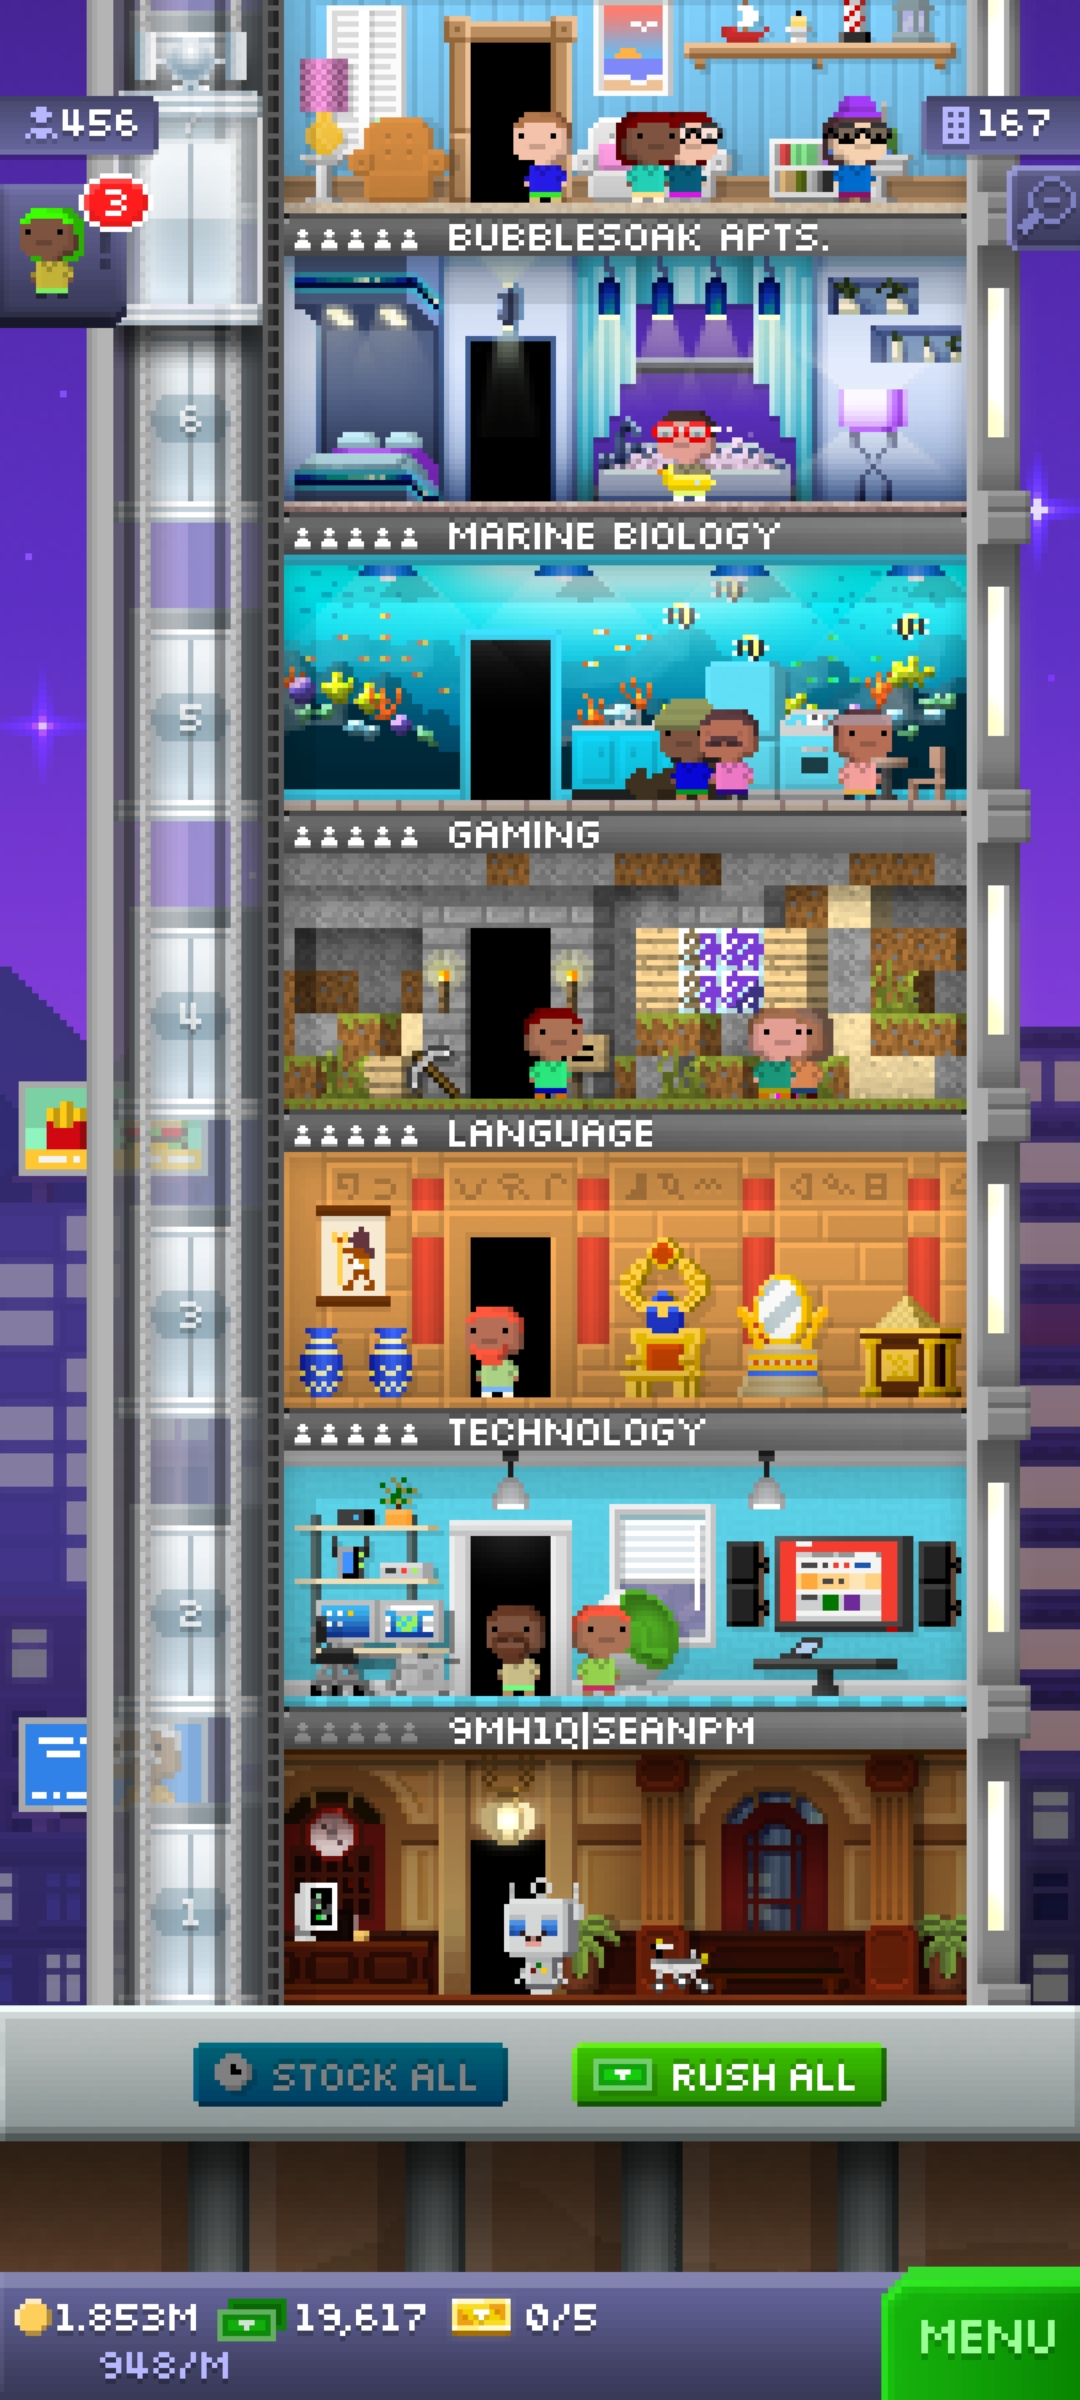 456
167
3
BUBBLESOAK APTS.
6
MARINE BIOLOGY
5
GAMING
4
LANGUAGE
3
TECHNOLOGY
2
9MH1Q|SEANPM
1
STOCK ALL
RUSH ALL
1.853M
19,617
0/5
948/M
MENU